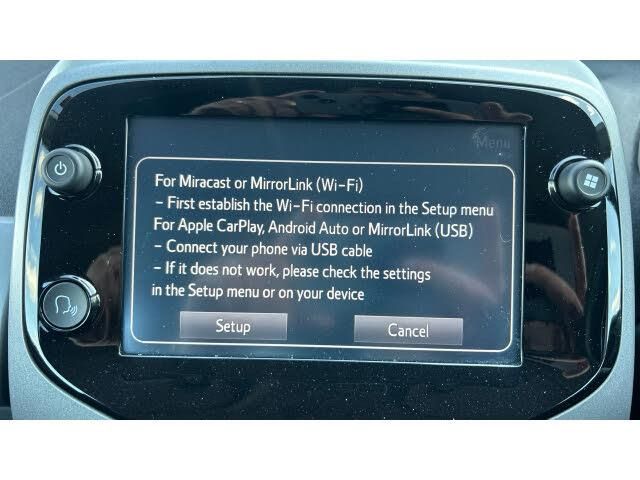 Menu
For Miracast or MirrorLink (Wi-Fi)
- First establish the Wi-Fi connection in the Setup menu
For Apple CarPlay, Android Auto or MirrorLink (USB)
- Connect your phone via USB cable
- If it does not work, please check the settings
in the Setup menu or on your device
Setup
Cancel